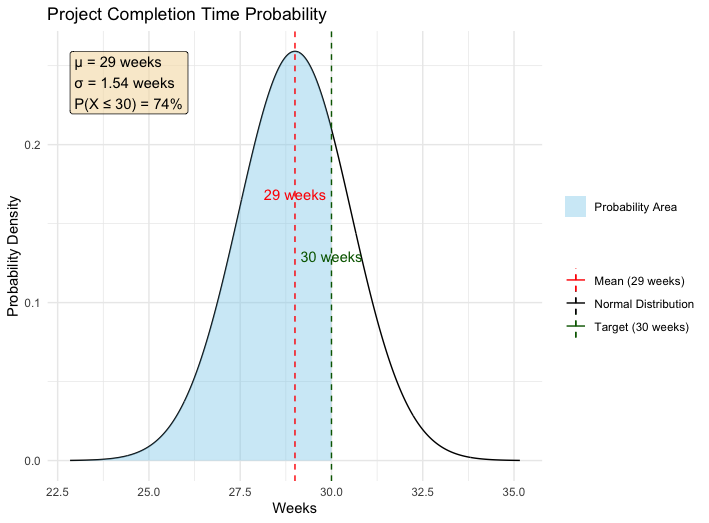 Project Completion Time Probability
μ = 29 weeks
σ = 1.54 weeks
P(X ≤ 30) = 74%
0.2
0.1
0.0
Probability Density
29 weeks
30 weeks
22.5
25.0
27.5
30.0
32.5
35.0
Weeks
Probability Area
Mean (29 weeks)
Normal Distribution
Target (30 weeks)